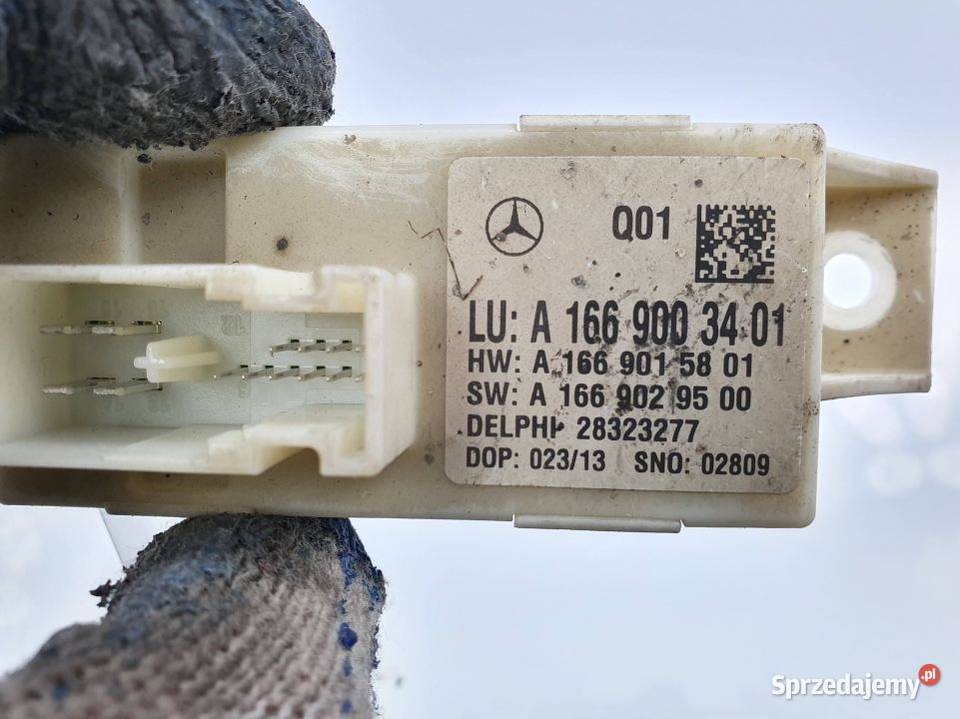 Q01
LU: A 166 900 34 01
HW: A 166 901 58 01
SW: A 166 902 95 00
DELPHI 28323277
DOP: 023/13 SNO: 02809
Sprzedajemy.pl